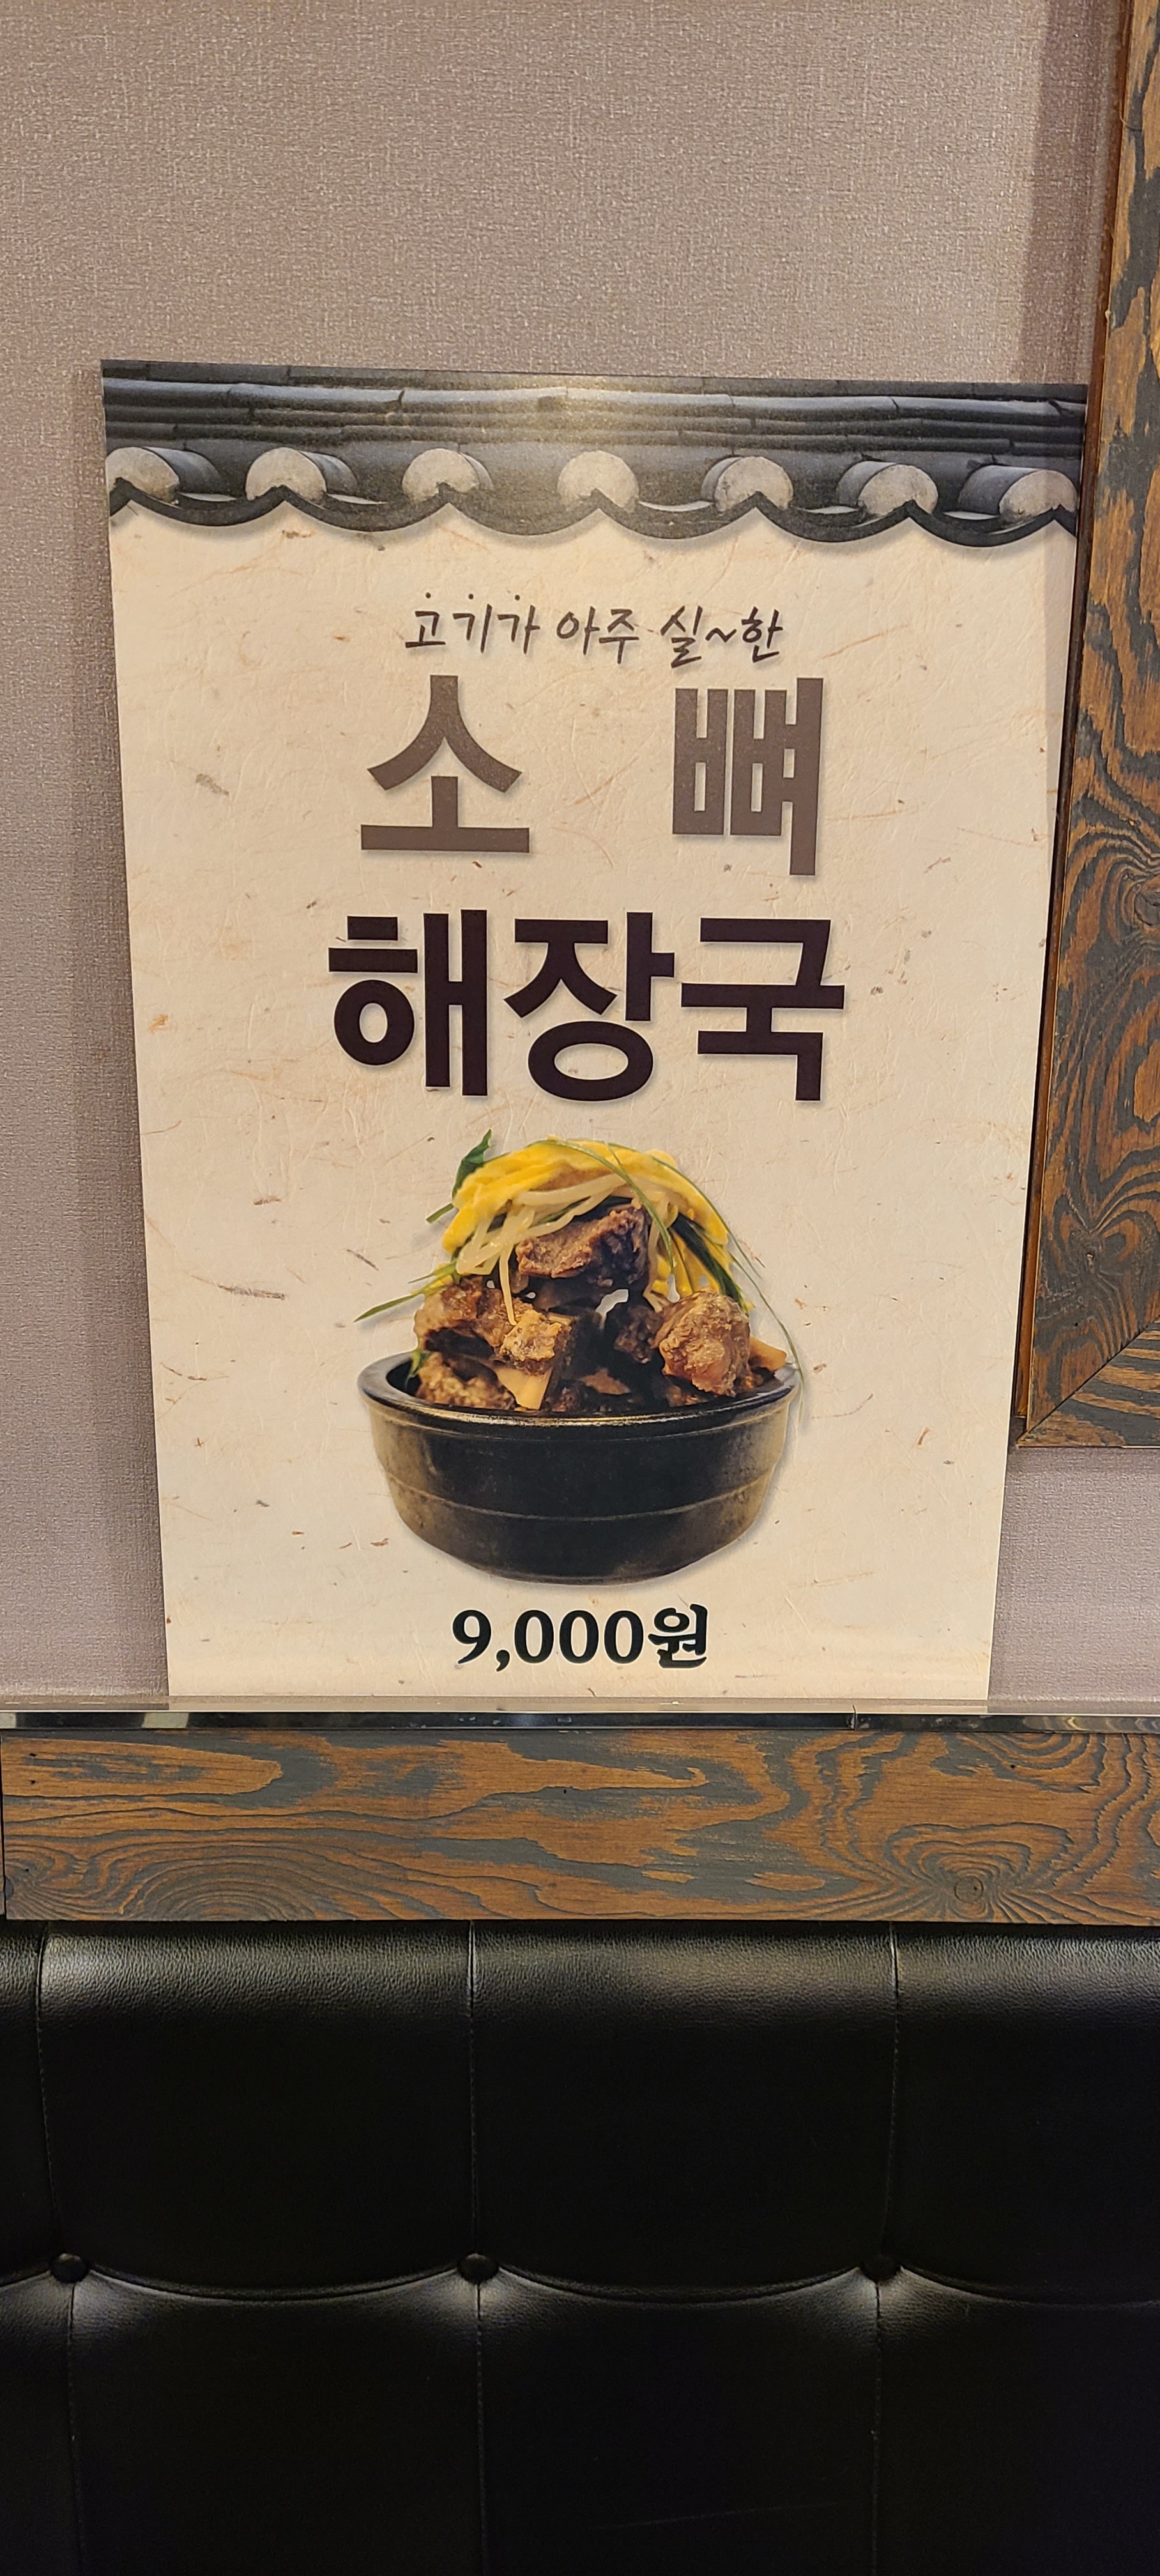 고기가 아주 실~한
소 뼈
해장국
9,000원